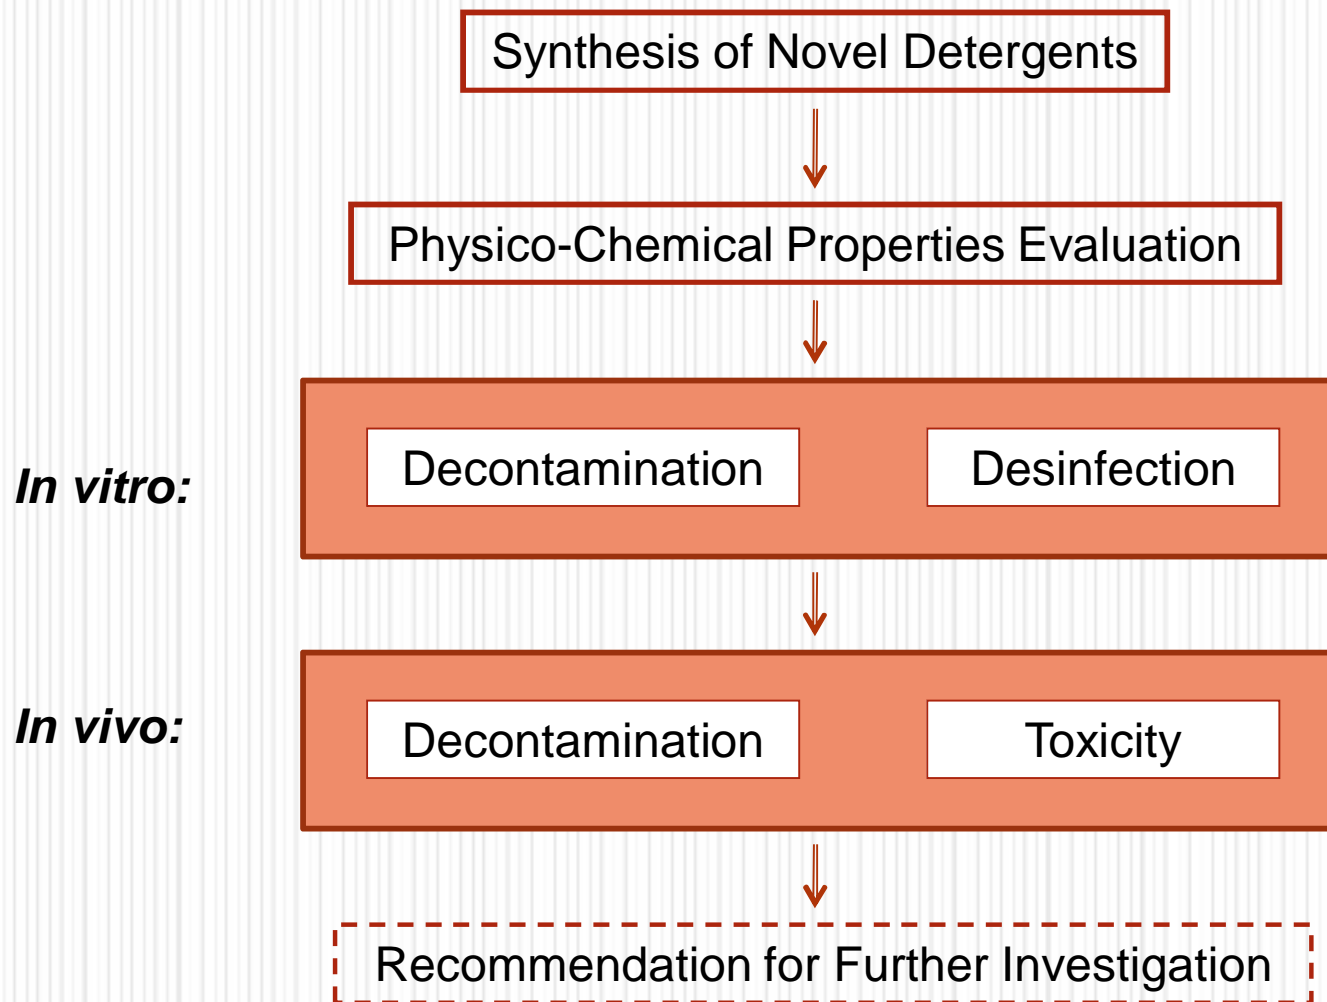 Synthesis of Novel Detergents
Physico-Chemical Properties Evaluation
In vitro:
Decontamination
Desinfection
In vivo:
Decontamination
Toxicity
Recommendation for Further Investigation